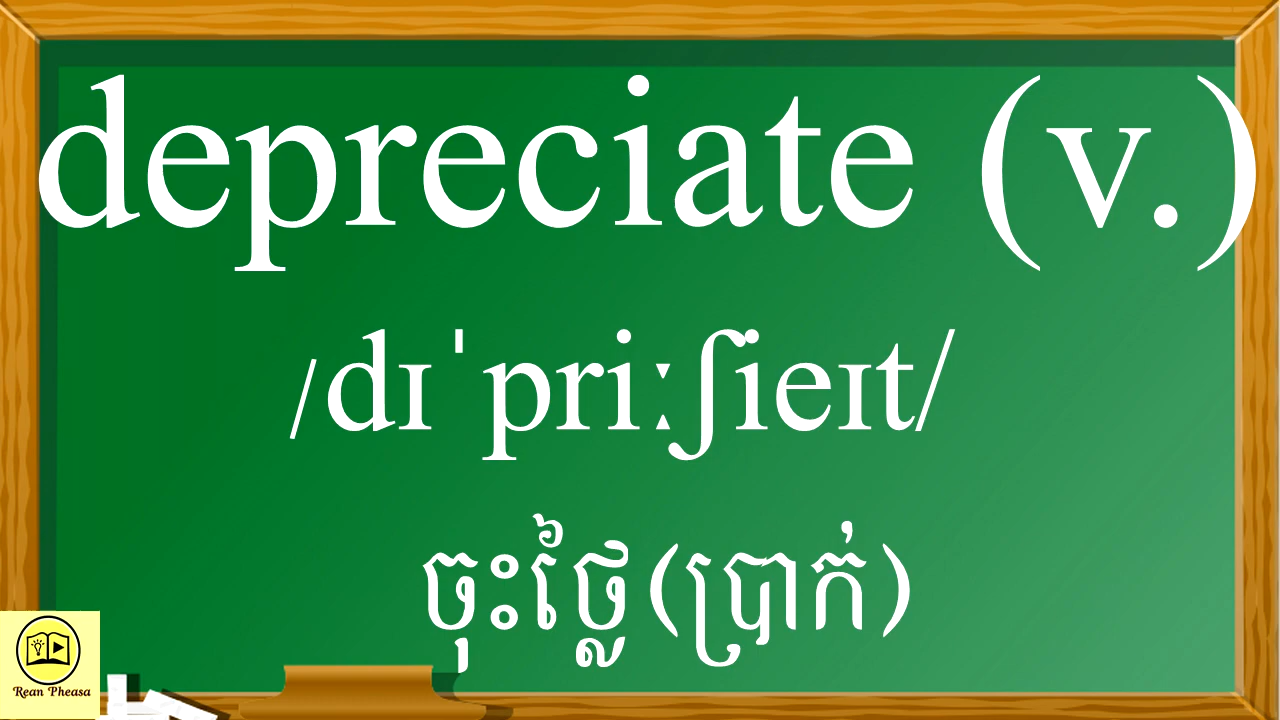 depreciate (v.)
/dɪˈpriːʃieɪt/
ចុះថ្លៃ(ប្រាក់)
Rean Pheasa